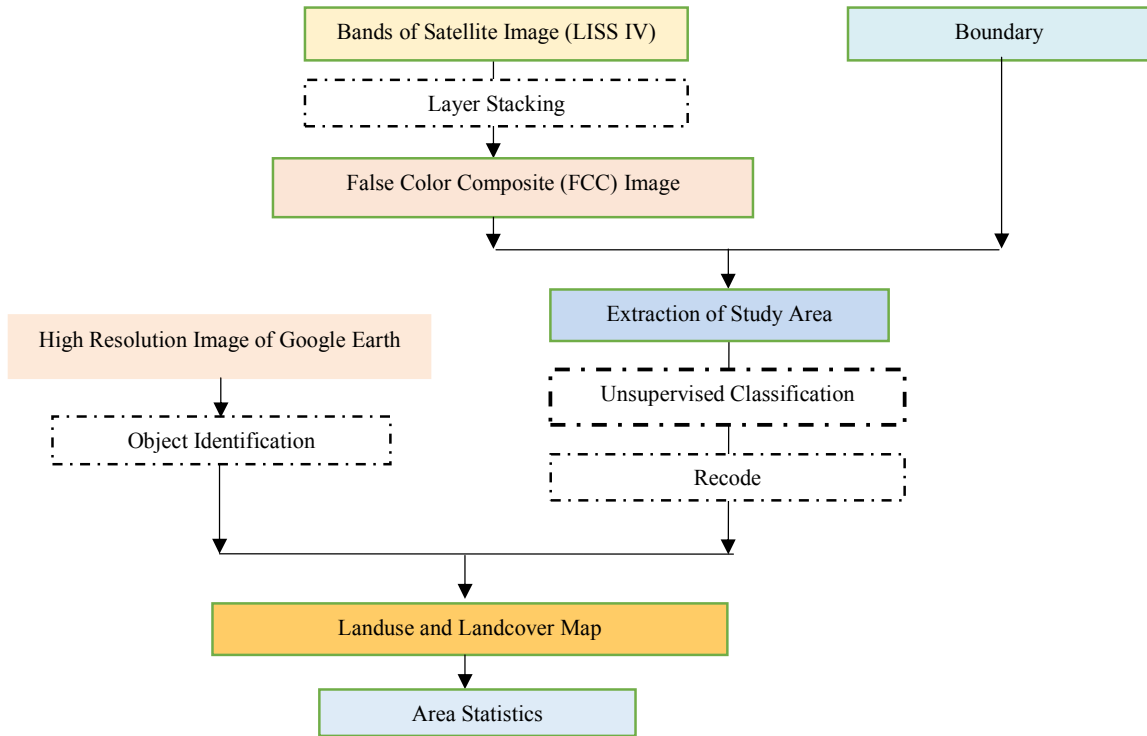 Bands of Satellite Image (LISS IV)
Boundary
Layer Stacking
False Color Composite (FCC) Image
Extraction of Study Area
High Resolution Image of Google Earth
Unsupervised Classification
Object Identification
Recode
Landuse and Landcover Map
Area Statistics